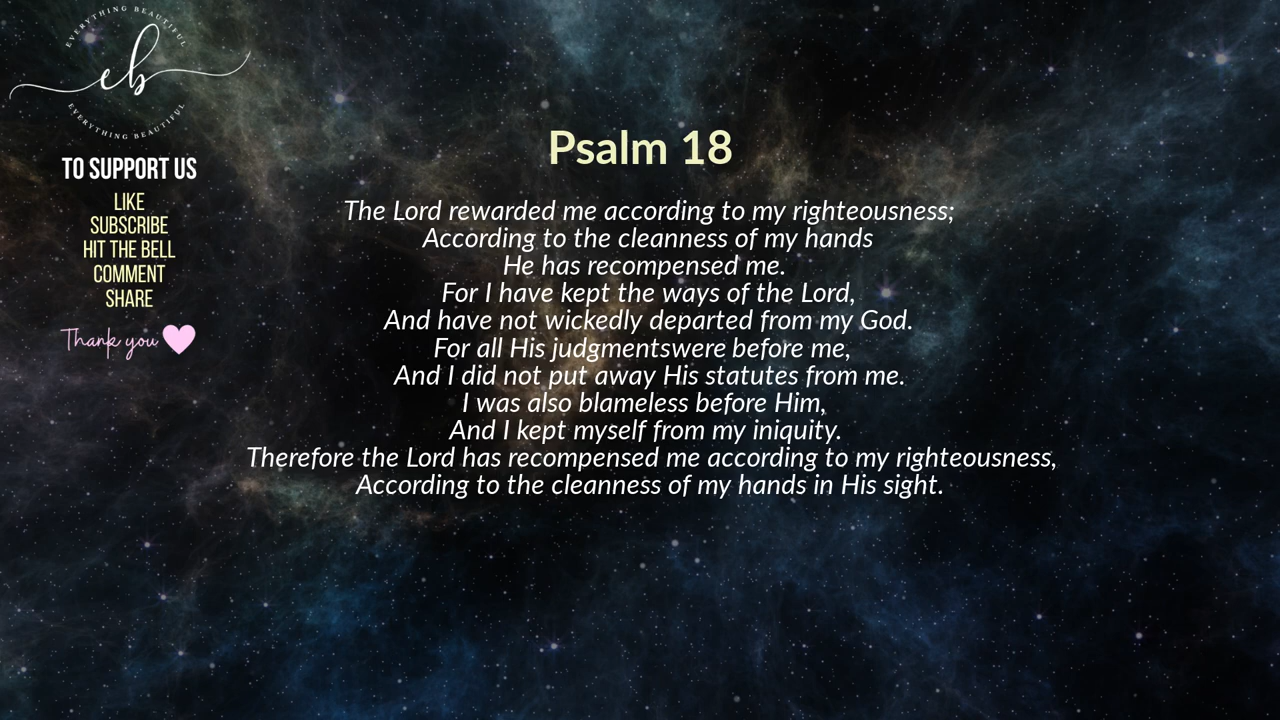 EVERYTHING BEAUTIFUL
eb
EVERYTHING BEAUTIFUL
TO SUPPORT US
LIKE
SUBSCRIBE
HIT THE BELL
COMMENT
SHARE
Thank you
Psalm 18
The Lord rewarded me according to my righteousness;
According to the cleanness of my hands
He has recompensed me.
For I have kept the ways of the Lord,
And have not wickedly departed from my God.
For all His judgmentswere before me,
And I did not put away His statutes from me.
I was also blameless before Him,
And I kept myself from my iniquity.
Therefore the Lord has recompensed me according to my righteousness,
According to the cleanness of my hands in His sight.